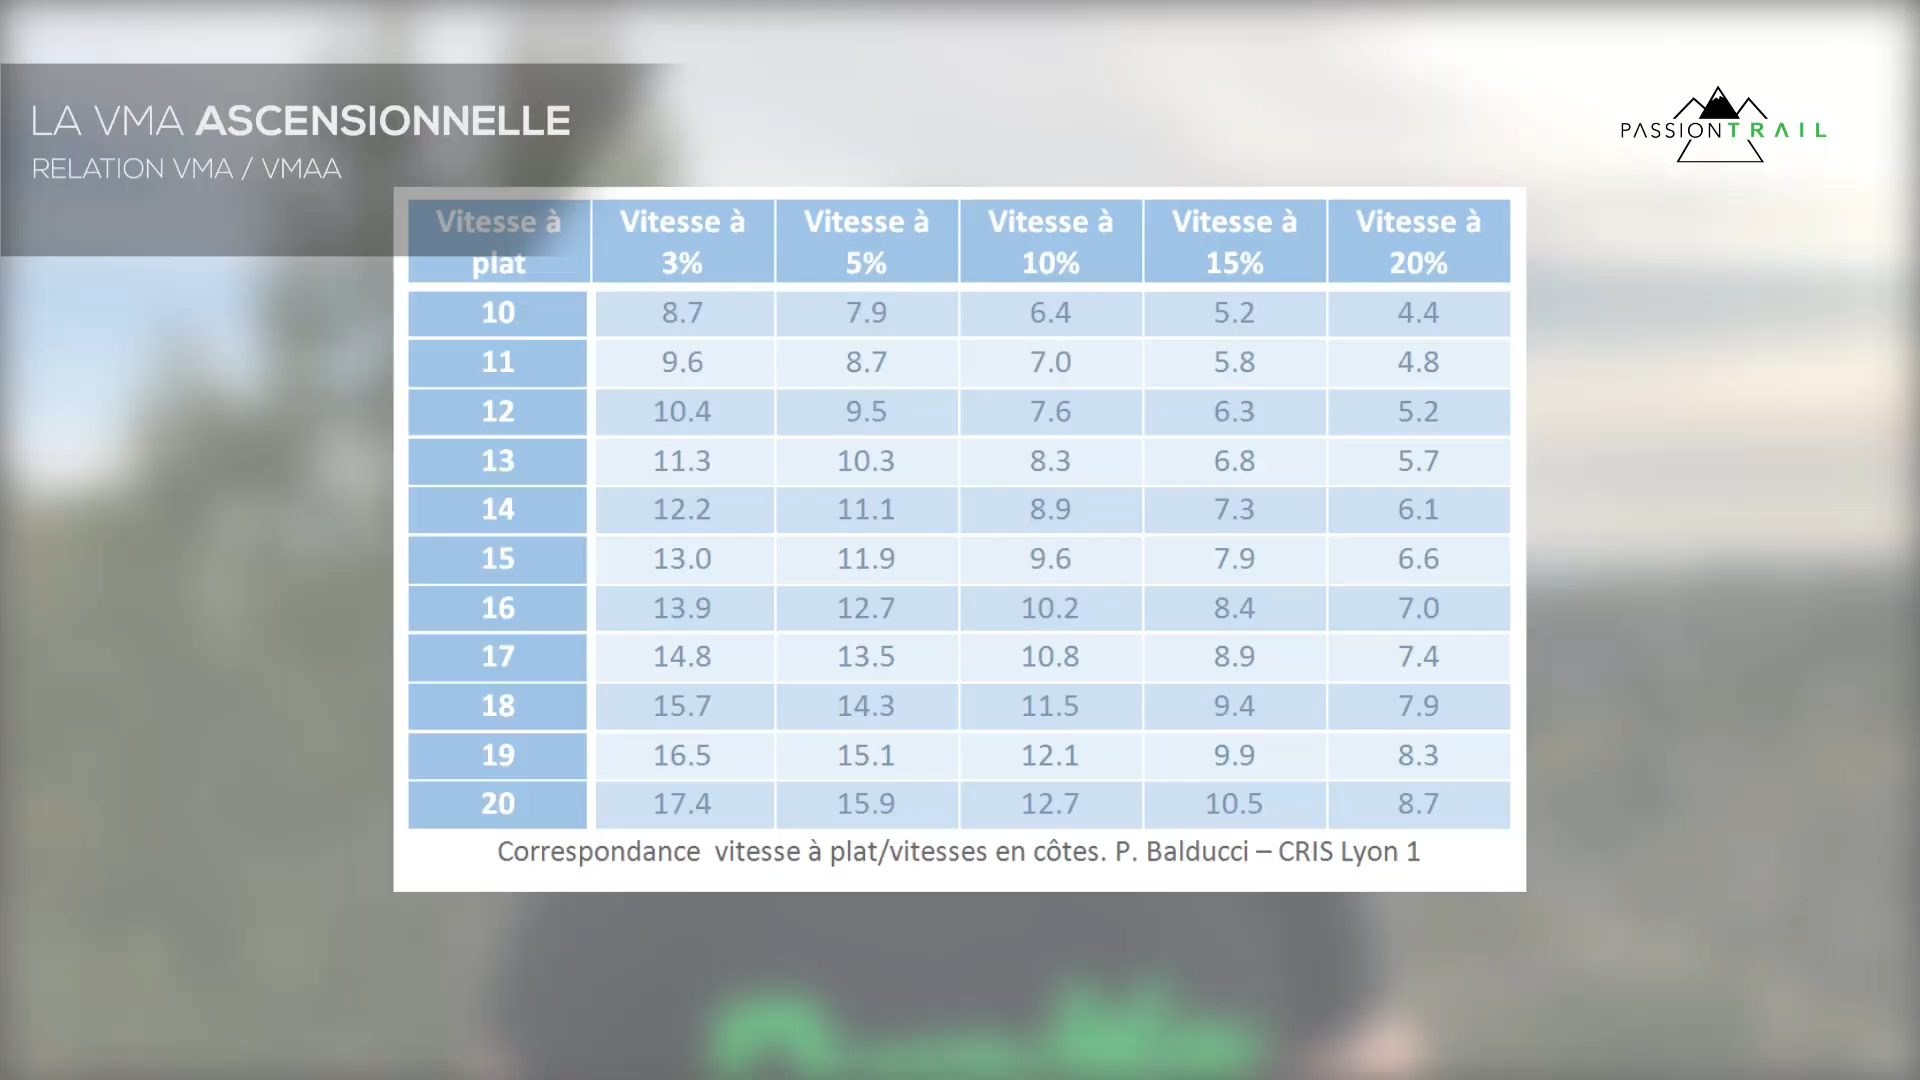 LA VMA ASCENSIONNELLE
RELATION VMA / VMAA
PASSIONTRAIL
Vitesse à plat Vitesse à 3% Vitesse à 5% Vitesse à 10% Vitesse à 15% Vitesse à 20%
10 8.7 7.9 6.4 5.2 4.4
11 9.6 8.7 7.0 5.8 4.8
12 10.4 9.5 7.6 6.3 5.2
13 11.3 10.3 8.3 6.8 5.7
14 12.2 11.1 8.9 7.3 6.1
15 13.0 11.9 9.6 7.9 6.6
16 13.9 12.7 10.2 8.4 7.0
17 14.8 13.5 10.8 8.9 7.4
18 15.7 14.3 11.5 9.4 7.9
19 16.5 15.1 12.1 9.9 8.3
20 17.4 15.9 12.7 10.5 8.7
Correspondance vitesse à plat/vitesses en côtes. P. Balducci – CRIS Lyon 1